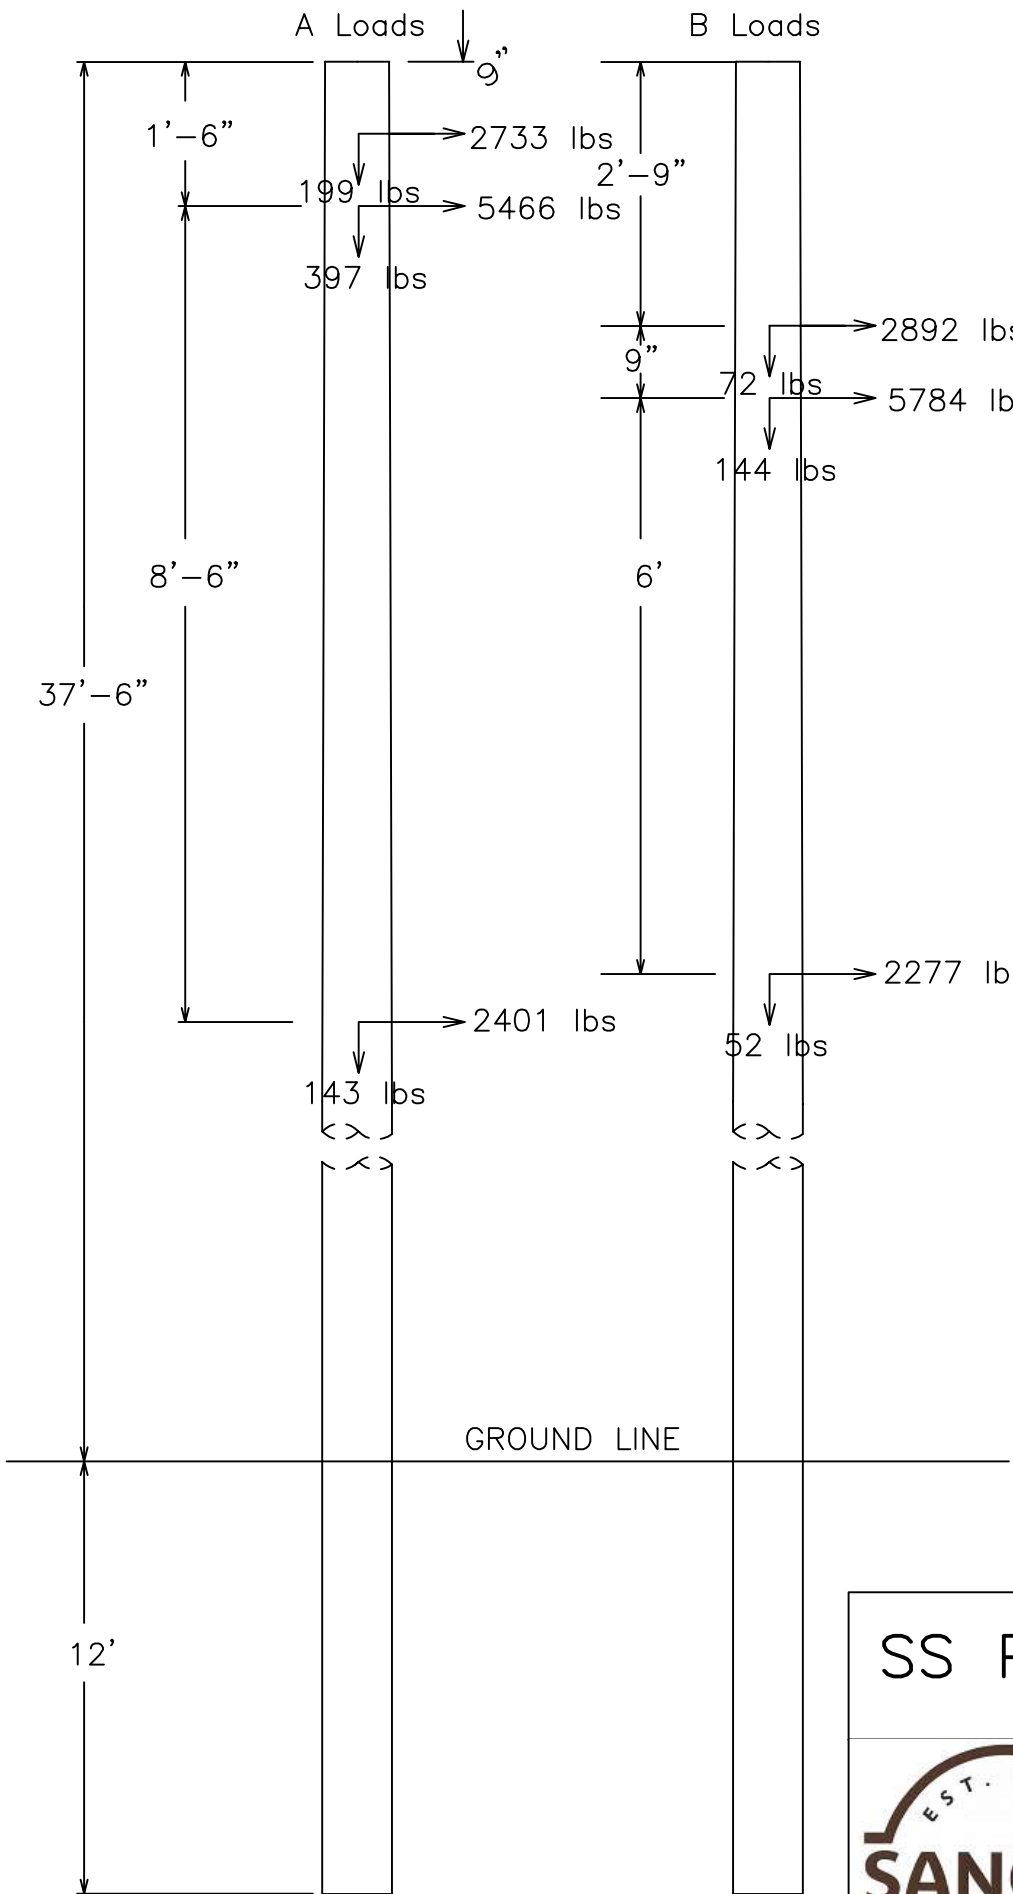 A Loads
B Loads
9”
1’–6”
2733 lbs
2’–9”
199 lbs
5466 lbs
397 lbs
2892 lbs
9”
72 lbs
5784 lb
144 lbs
8’–6”
6’
37’–6”
2277 lb
2401 lbs
52 lbs
143 lbs
GROUND LINE
12’
SS
EST.